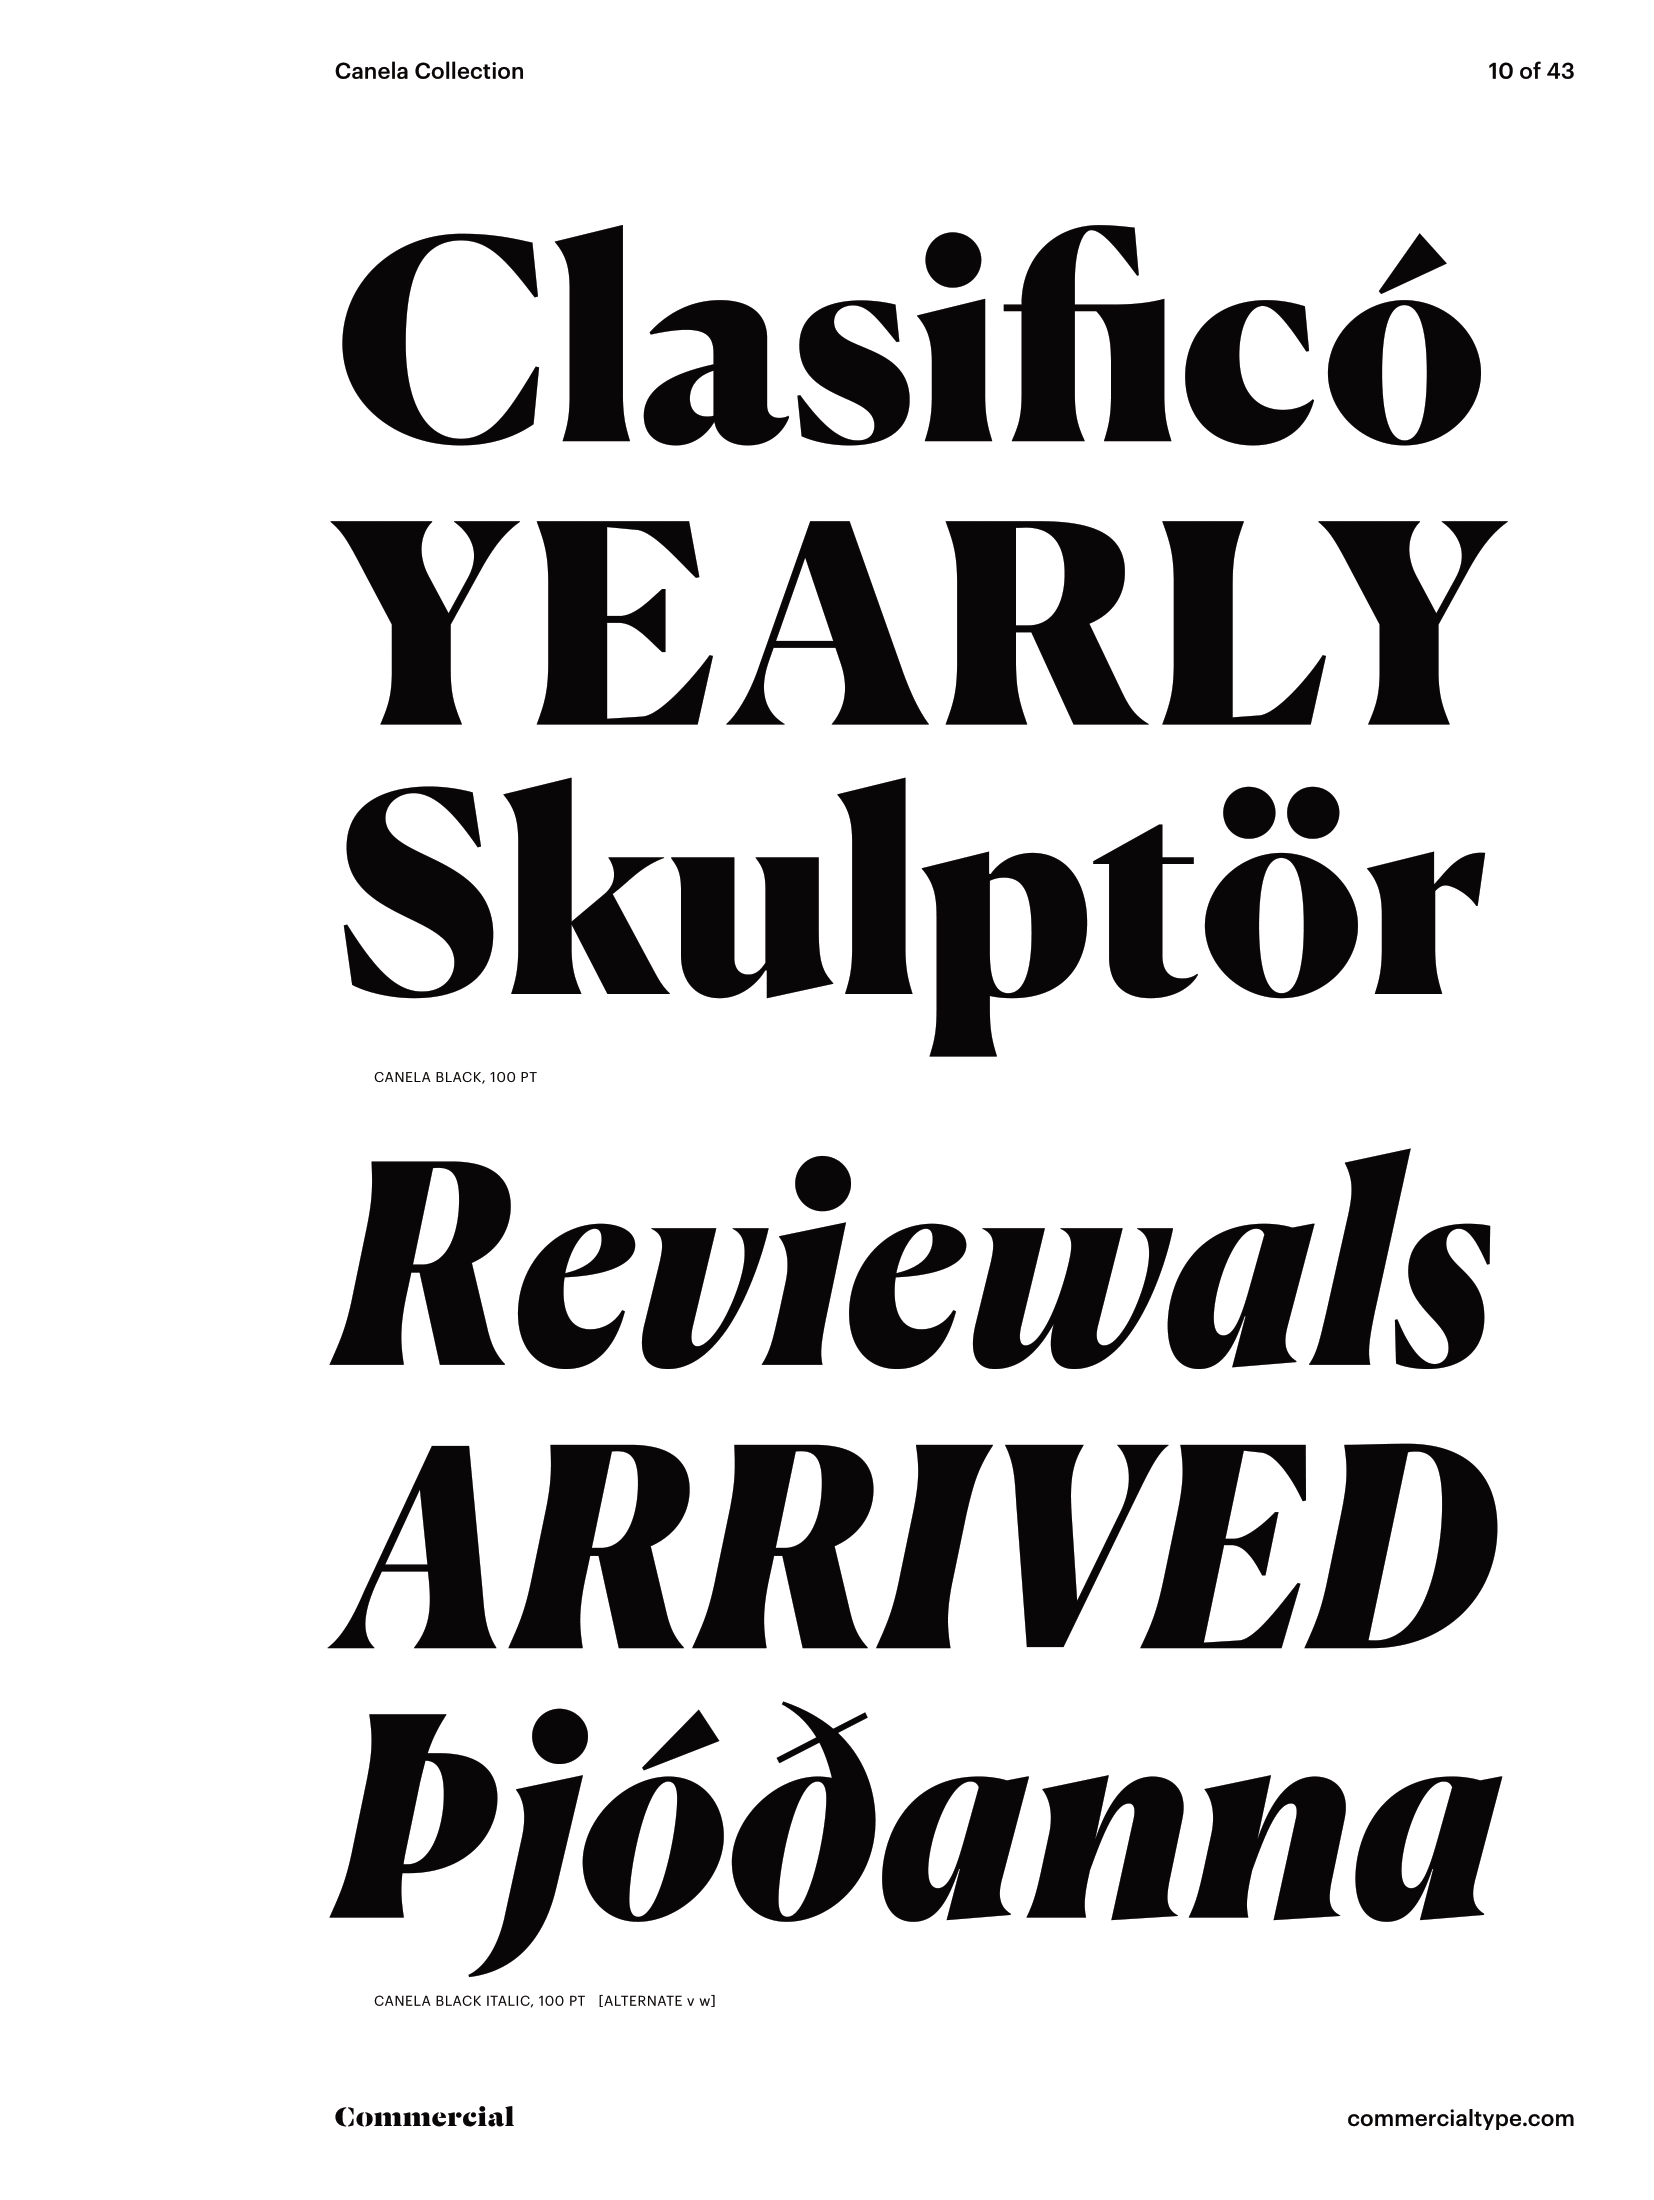 Canela Collection
10 of 43
Clasificó
YEARLY
Skulptör
CANELA BLACK, 100 PT
Reviewals
ARRIVED
Þjóðanna
CANELA BLACK ITALIC, 100 PT [ALTERNATE v w]
Commercial
commercialtype.com